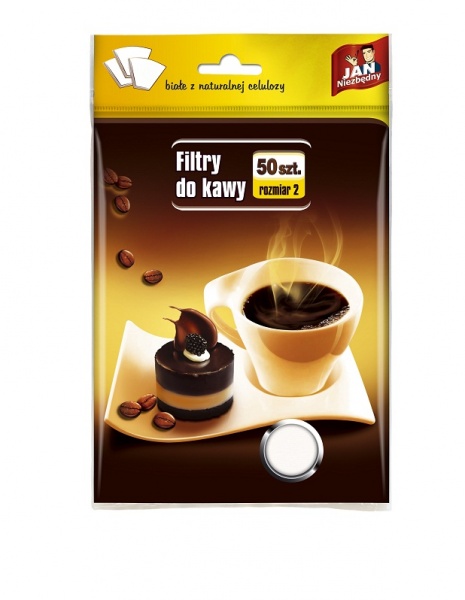 białe z naturalnej celulozy
JAN
Niezbędny
Filtry
do kawy
50 szt.
rozmiar 2